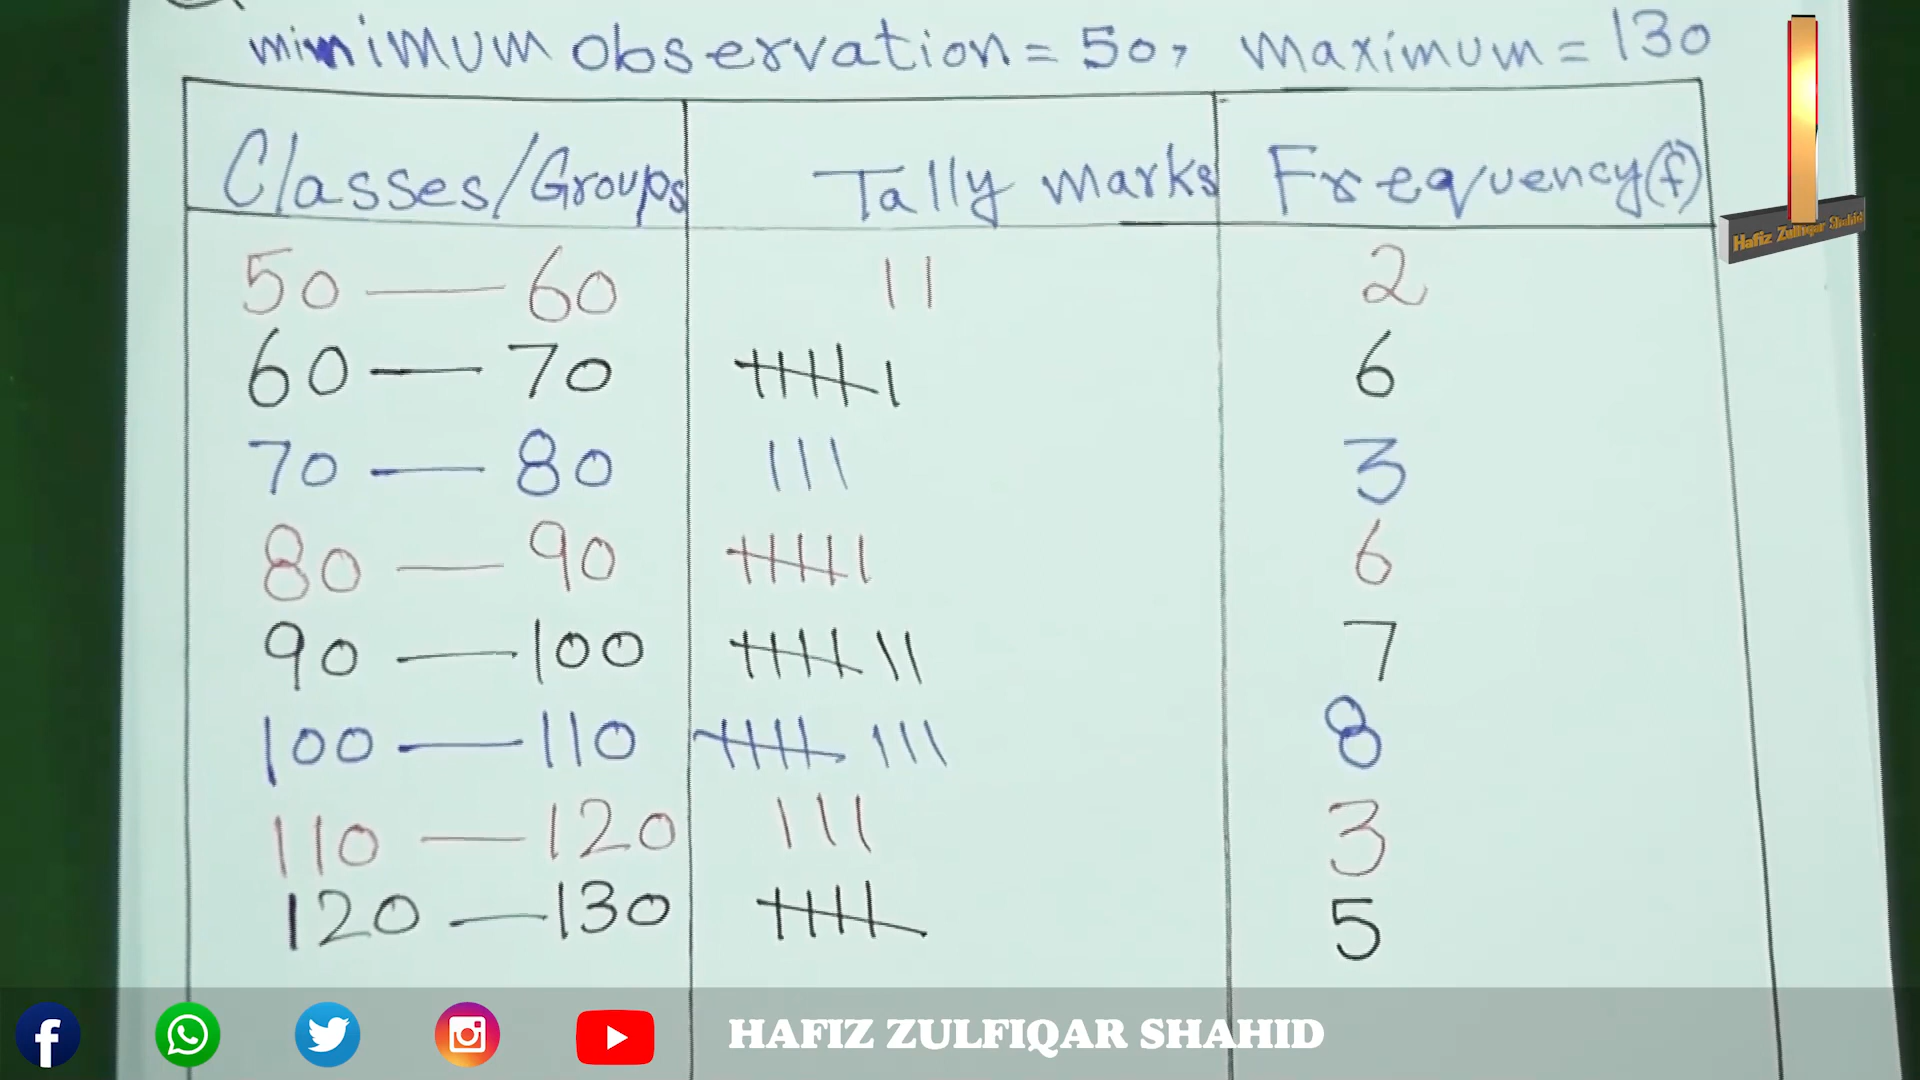 minimum observation = 50, maximum = 130
Classes/Groups Tally marks Frequency(f)
50 — 60 || 2
60 — 70 |||| | 6
70 — 80 ||| 3
80 — 90 |||| | 6
90 — 100 |||| || 7
100 — 110 |||| ||| 8
110 — 120 ||| 3
120 — 130 |||| 5
Hafiz Zulfiqar Shahid
HAFIZ ZULFIQAR SHAHID